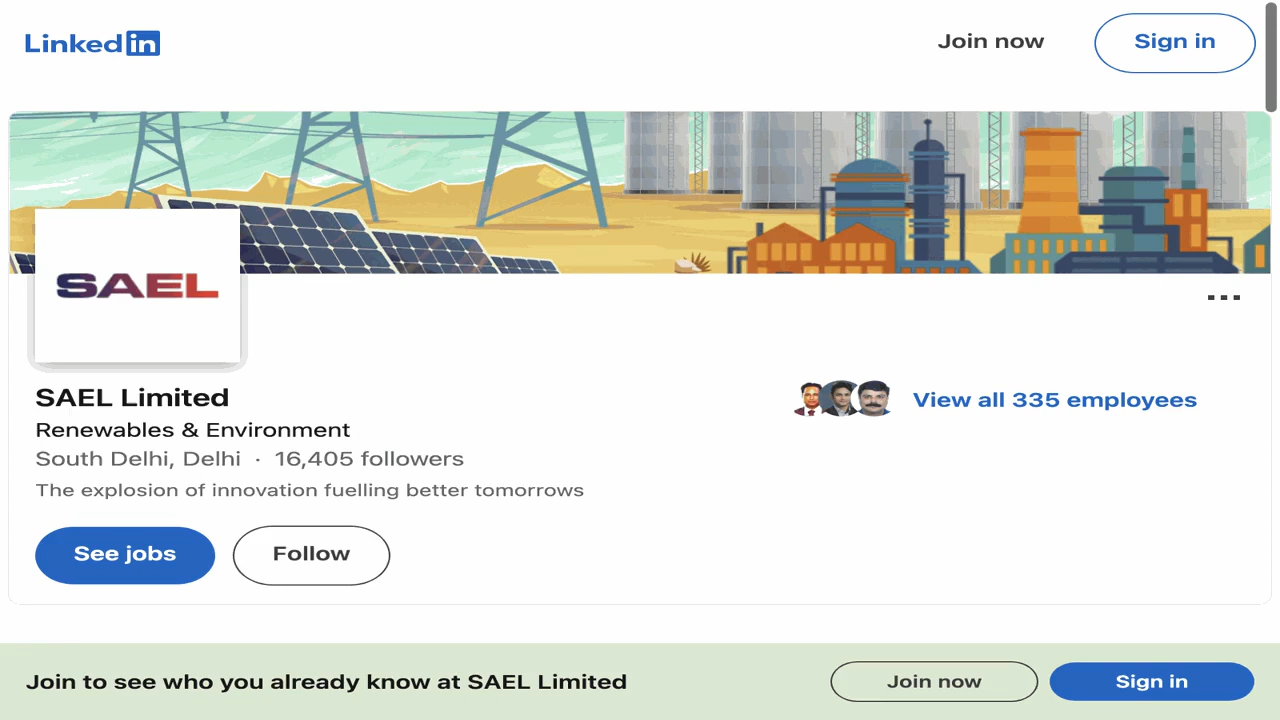 Linkedin
Join now
Sign in
SAEL
SAEL Limited
Renewables & Environment
South Delhi, Delhi · 16,405 followers
The explosion of innovation fuelling better tomorrows
View all 335 employees
See jobs
Follow
Join to see who you already know at SAEL Limited
Join now
Sign in